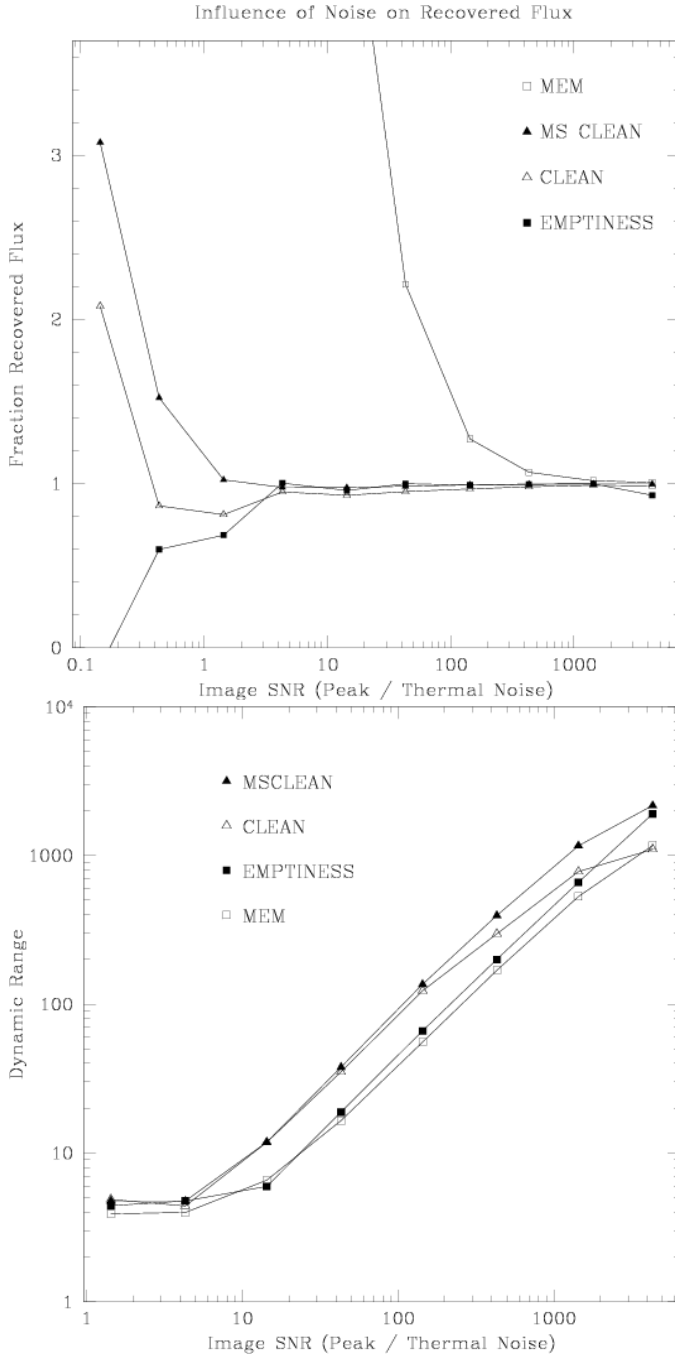 Influence of Noise on Recovered Flux
Fraction Recovered Flux
3
2
1
0
MEM
MS CLEAN
CLEAN
EMPTINESS
0.1 1 10 100 1000
Image SNR (Peak / Thermal Noise)
Dynamic Range
10⁴
1000
100
10
1
MSCLEAN
CLEAN
EMPTINESS
MEM
1 10 100 1000
Image SNR (Peak / Thermal Noise)